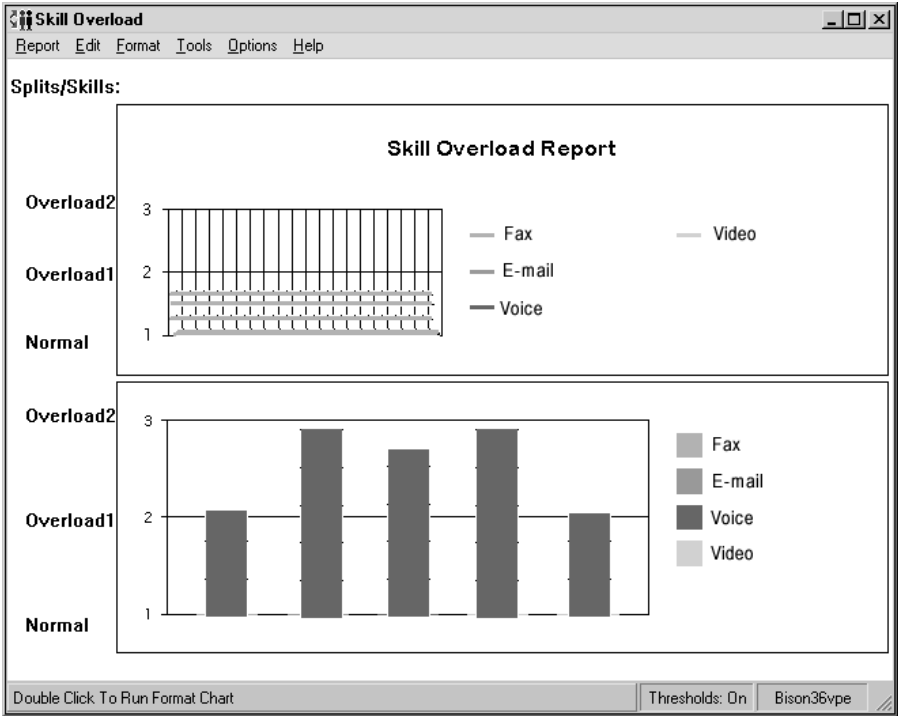 Skill Overload
Report Edit Format Tools Options Help
Splits/Skills:
Skill Overload Report
Overload2
3
Overload1
2
Normal
1
Fax
Video
E-mail
Voice
Overload2
3
Overload1
2
Normal
1
Fax
E-mail
Voice
Video
Double Click To Run Format Chart
Thresholds: On
Bison36vpe